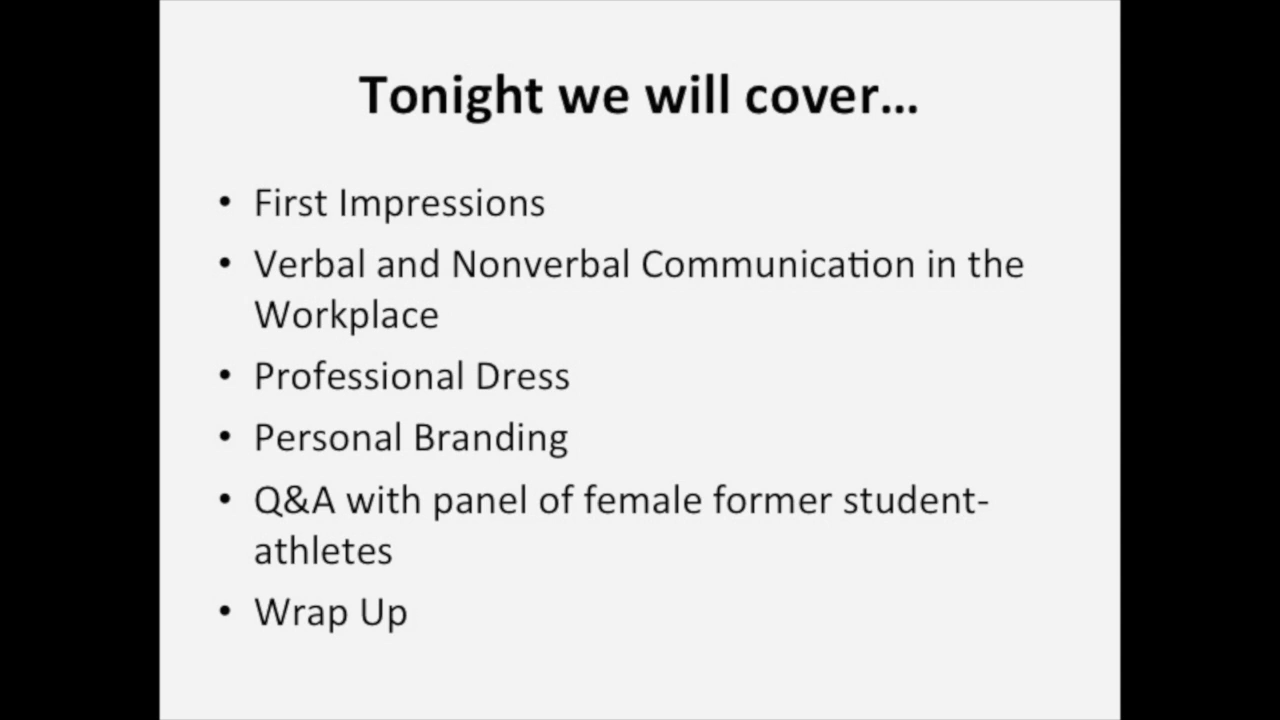 Tonight we will cover...
• First Impressions
• Verbal and Nonverbal Communication in the
Workplace
• Professional Dress
• Personal Branding
• Q&A with panel of female former student-
athletes
• Wrap Up